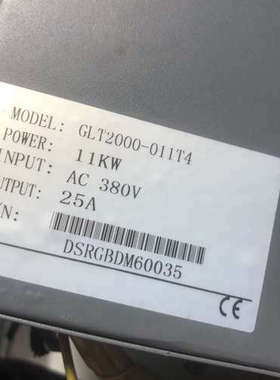 MODEL: GLT2000-011T4
POWER: 11KW
INPUT: AC 380V
OUTPUT: 25A
/N:
DSRGBDM60035
CE